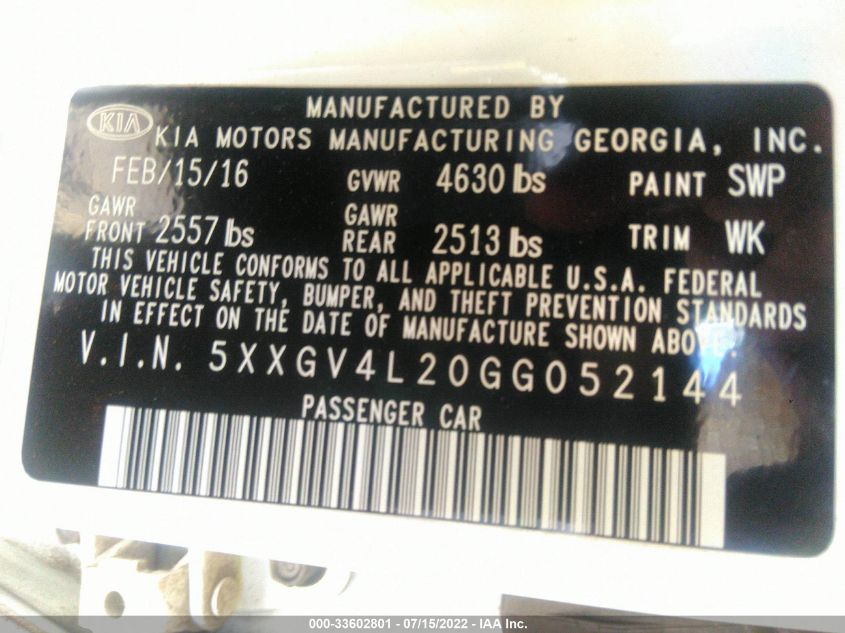 MANUFACTURED BY
KIA KIA MOTORS MANUFACTURING GEORGIA, INC.
FEB/15/16 GVWR 4630 lbs PAINT SWP
GAWR FRONT 2557 lbs GAWR REAR 2513 lbs TRIM WK
THIS VEHICLE CONFORMS TO ALL APPLICABLE U.S.A. FEDERAL
MOTOR VEHICLE SAFETY, BUMPER, AND THEFT PREVENTION STANDARDS
IN EFFECT ON THE DATE OF MANUFACTURE SHOWN ABOVE.
V.I.N. 5XXGV4L20GG052144
PASSENGER CAR
000-33602801 - 07/15/2022 - IAA Inc.